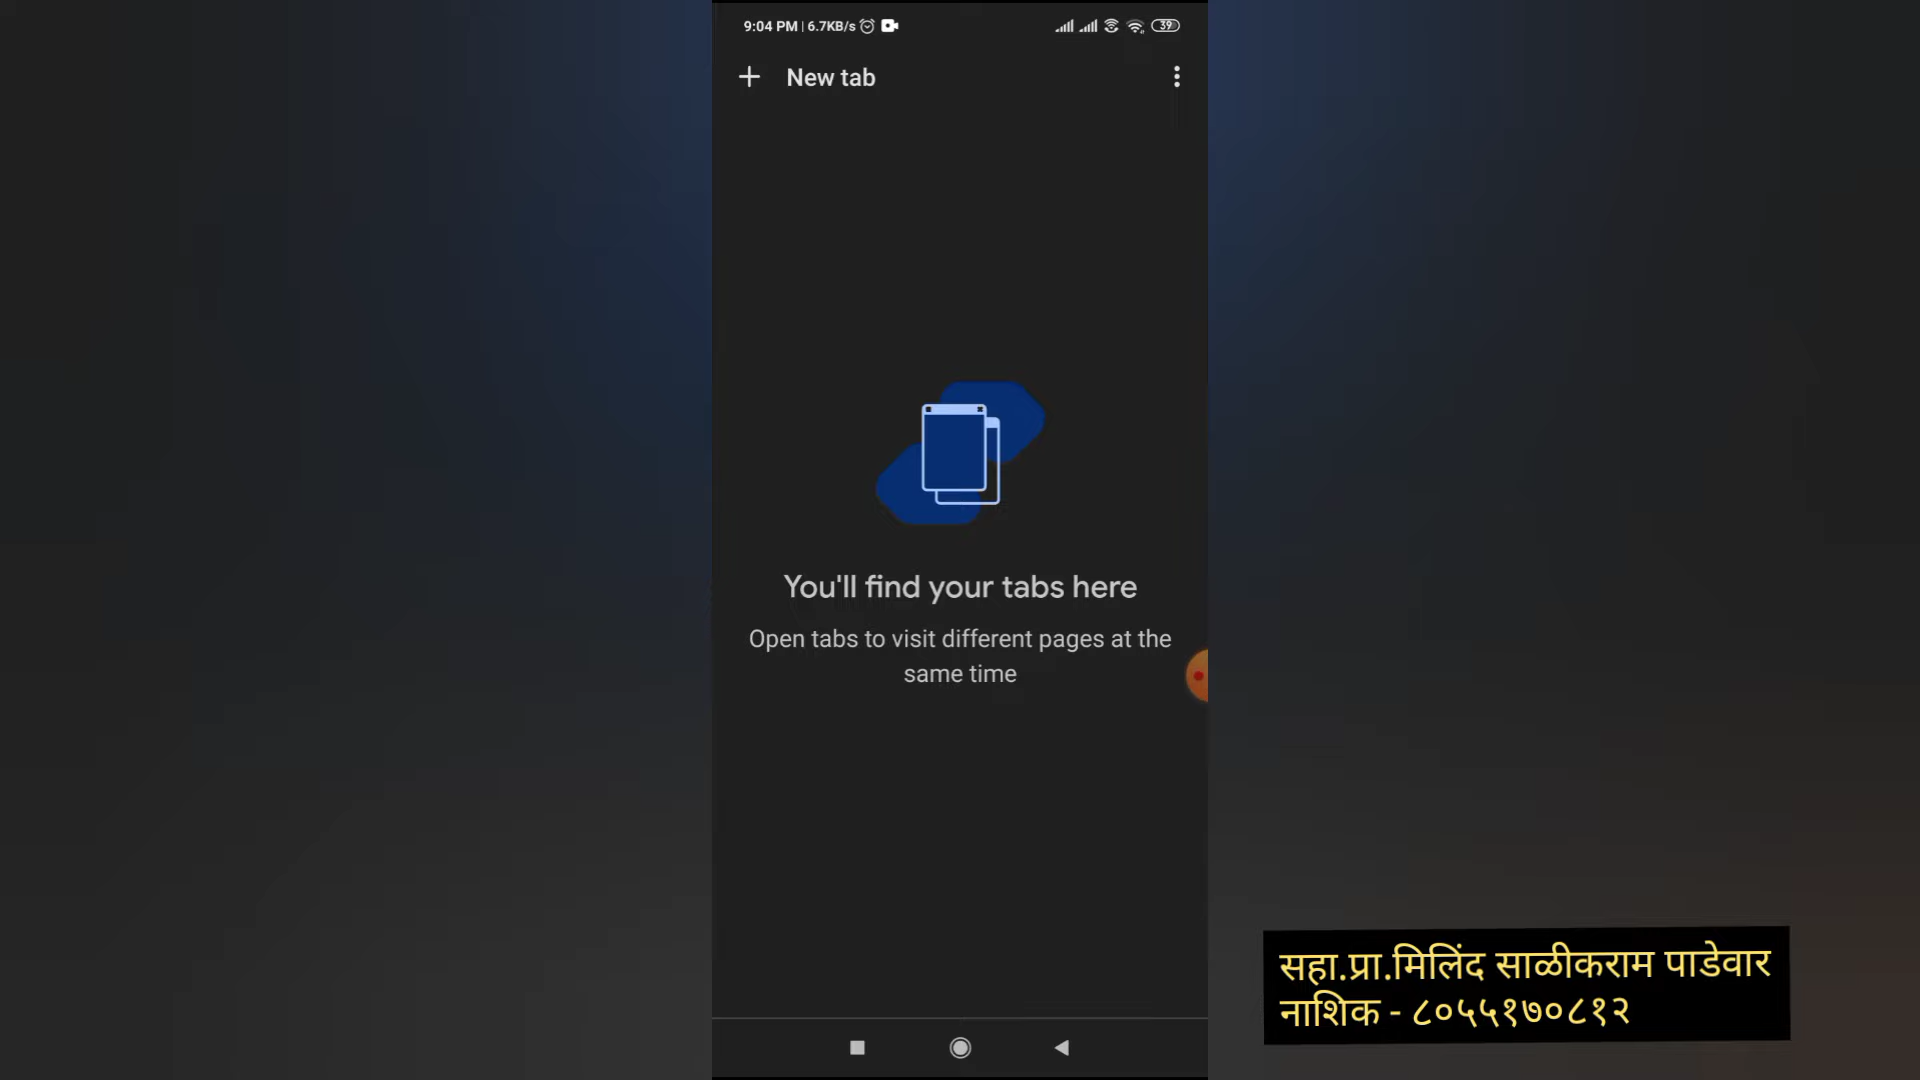 9:04 PM | 6.7KB/s
39
New tab
You'll find your tabs here
Open tabs to visit different pages at the
same time
सहा.प्रा.मिलिंद साळीकराम पाडेवार
नाशिक - ८०५५१७०८१२